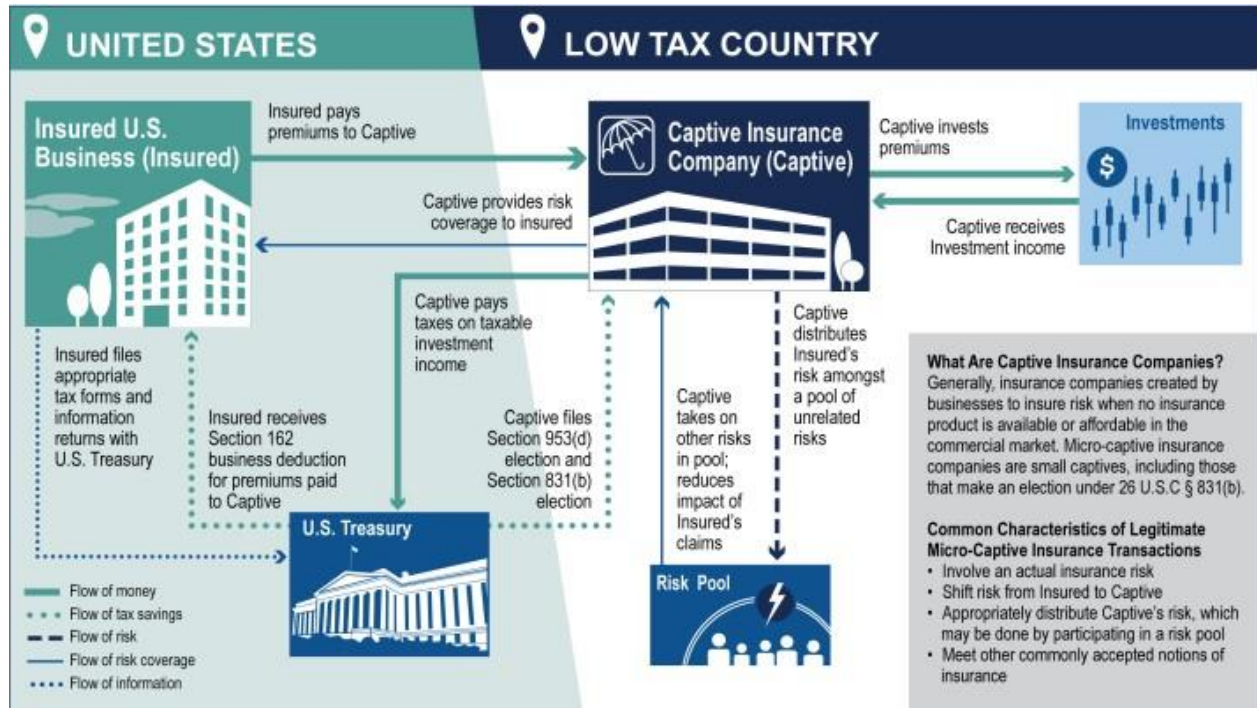 UNITED STATES
LOW TAX COUNTRY
Insured U.S.
Business (Insured)
Insured pays
premiums to Captive
Captive Insurance
Company (Captive)
Captive invests
premiums
Investments
$
Captive provides risk
coverage to insured
Captive receives
Investment income
Insured files
appropriate
tax forms and
information
returns with
U.S. Treasury
Insured receives
Section 162
business deduction
for premiums paid
to Captive
Captive pays
taxes on taxable
investment
income
Captive files
Section 953(d)
election and
Section 831(b)
election
Captive
takes on
other risks
in pool;
reduces
impact of
Insured's
claims
Captive
distributes
Insured's
risk amongst
a pool of
unrelated
risks
U.S. Treasury
Risk Pool
Flow of money
Flow of tax savings
Flow of risk
Flow of risk coverage
Flow of information
What Are Captive Insurance Companies?
Generally, insurance companies created by
businesses to insure risk when no insurance
product is available or affordable in the
commercial market. Micro-captive insurance
companies are small captives, including those
that make an election under 26 U.S.C § 831(b).
Common Characteristics of Legitimate
Micro-Captive Insurance Transactions
• Involve an actual insurance risk
• Shift risk from Insured to Captive
• Appropriately distribute Captive's risk, which
may be done by participating in a risk pool
• Meet other commonly accepted notions of
insurance